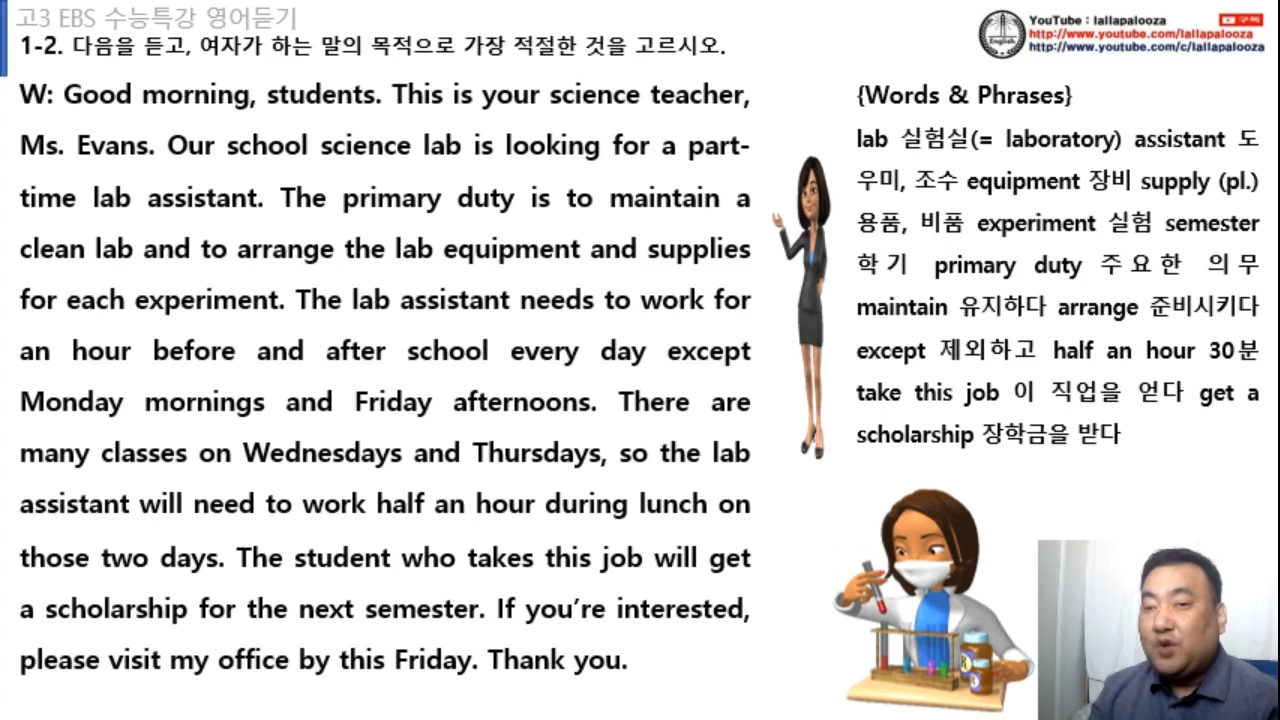 고3 EBS 수능특강 영어듣기
1-2. 다음을 듣고, 여자가 하는 말의 목적으로 가장 적절한 것을 고르시오.
W: Good morning, students. This is your science teacher,
Ms. Evans. Our school science lab is looking for a part-
time lab assistant. The primary duty is to maintain a
clean lab and to arrange the lab equipment and supplies
for each experiment. The lab assistant needs to work for
an hour before and after school every day except
Monday mornings and Friday afternoons. There are
many classes on Wednesdays and Thursdays, so the lab
assistant will need to work half an hour during lunch on
those two days. The student who takes this job will get
a scholarship for the next semester. If you’re interested,
please visit my office by this Friday. Thank you.
English
YouTube : lallapalooza
구독
http://www.youtube.com/lallapalooza
http://www.youtube.com/c/lallapalooza
{Words & Phrases}
lab 실험실(= laboratory) assistant 도
우미, 조수 equipment 장비 supply (pl.)
용품, 비품 experiment 실험 semester
학기 primary duty 주요한 의무
maintain 유지하다 arrange 준비시키다
except 제외하고 half an hour 30분
take this job 이 직업을 얻다 get a
scholarship 장학금을 받다